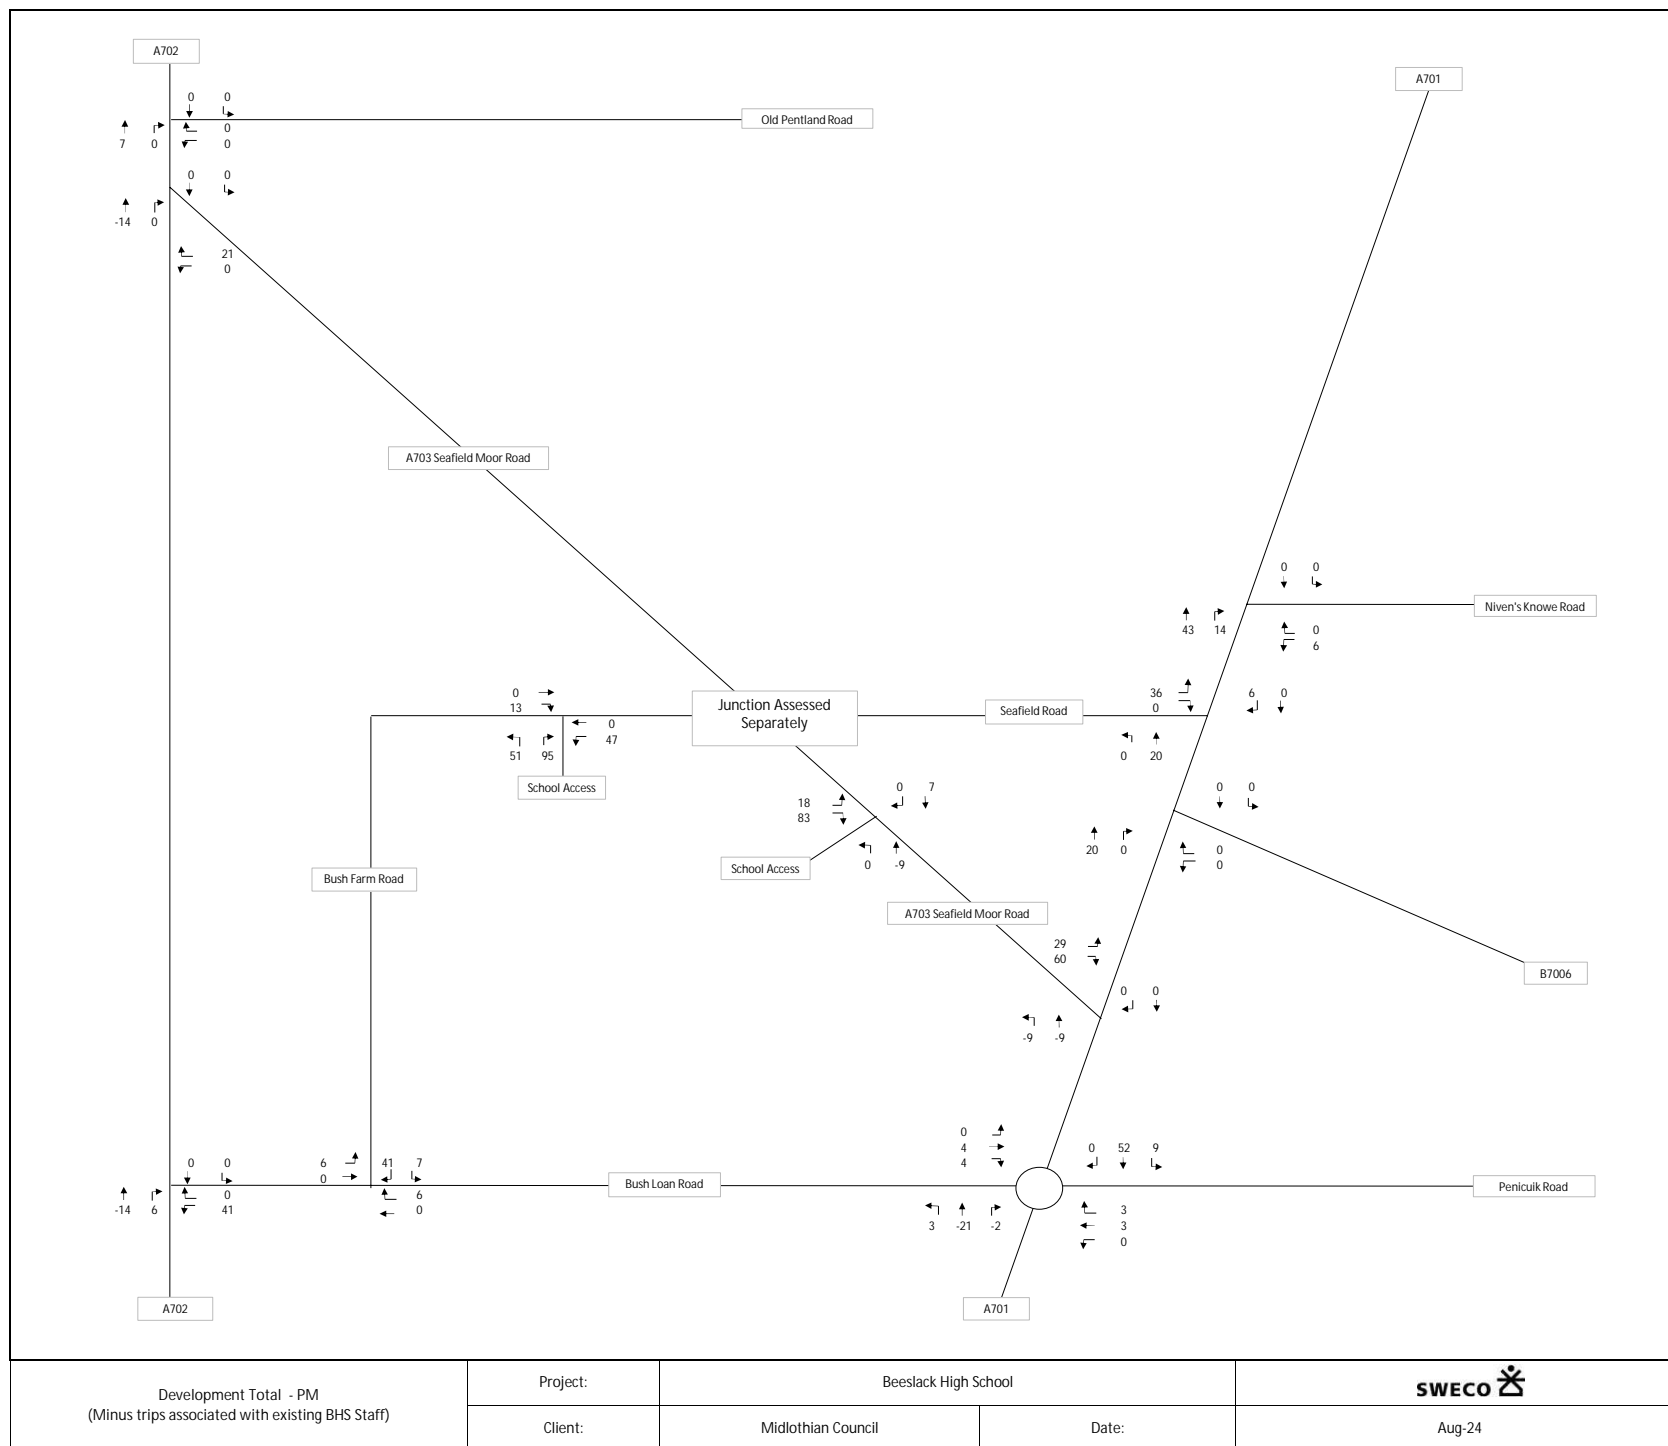 A702
A701
0 0
Old Pentland Road
0
7 0 0
0 0
-14 0
21
0
A703 Seafield Moor Road
0 0
Niven's Knowe Road
43 14 0
6
0
13
Junction Assessed
Separately
Seafield Road
36 6 0
0
0
47
51 95
0 20
School Access
18
83
0 7
0 0
20 0 0
0
0 -9
School Access
Bush Farm Road
A703 Seafield Moor Road
29
60
B7006
0 0
-9 -9
0
4
4
0 52 9
0 0
6
0
41 7
Bush Loan Road
Penicuik Road
-14 6
0
41
6
0
3 -21 -2
3
3
0
A702
A701
Development Total - PM
(Minus trips associated with existing BHS Staff)
Project:
Beeslack High School
SWECO
Client:
Midlothian Council
Date:
Aug-24